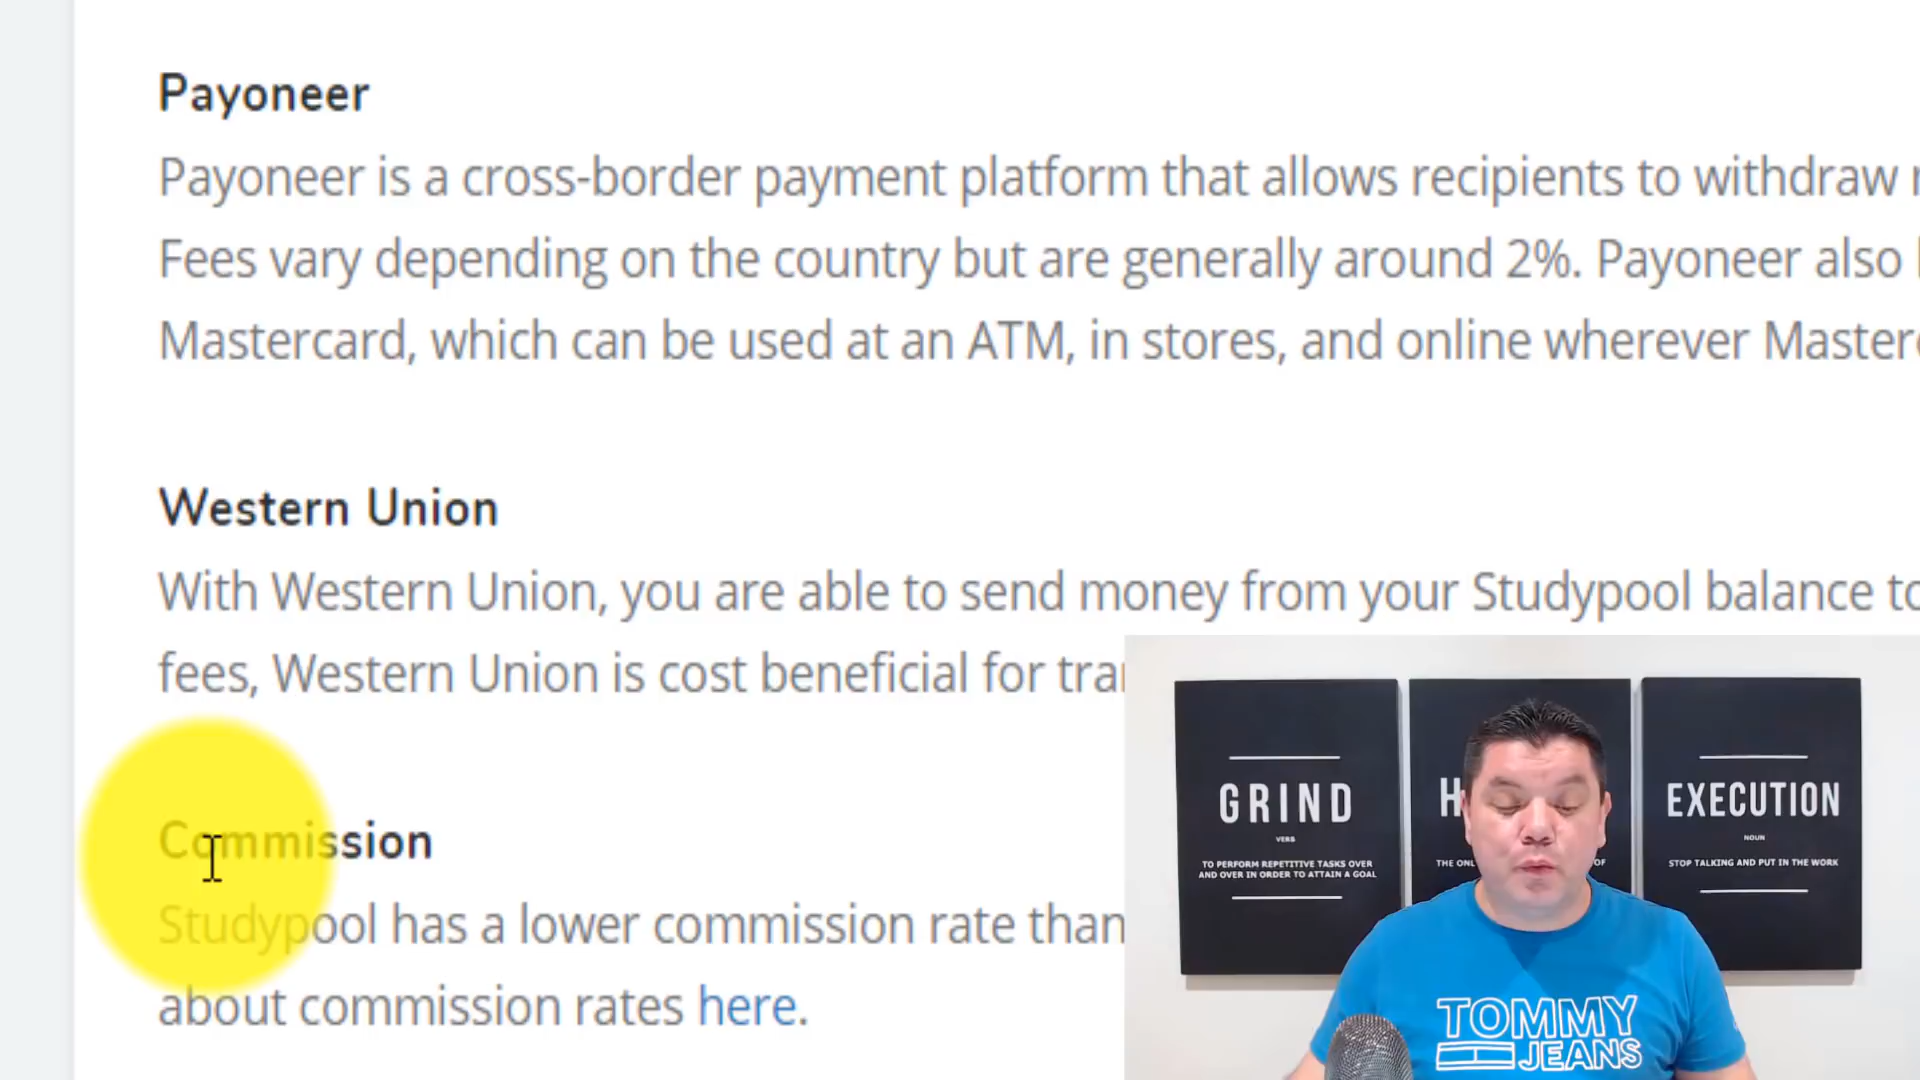 Payoneer
Payoneer is a cross-border payment platform that allows recipients to withdraw
Fees vary depending on the country but are generally around 2%. Payoneer also
Mastercard, which can be used at an ATM, in stores, and online wherever
Western Union
With Western Union, you are able to send money from your Studypool balance
fees, Western Union is cost beneficial for
Commission
Studypool has a lower commission rate than
about commission rates here.
GRIND
VERB
TO PERFORM REPETITIVE TASKS OVER
AND OVER IN ORDER TO ATTAIN A GOAL
THE
OF
EXECUTION
NOUN
STOP TALKING AND PUT IN THE WORK
TOMMY
JEANS